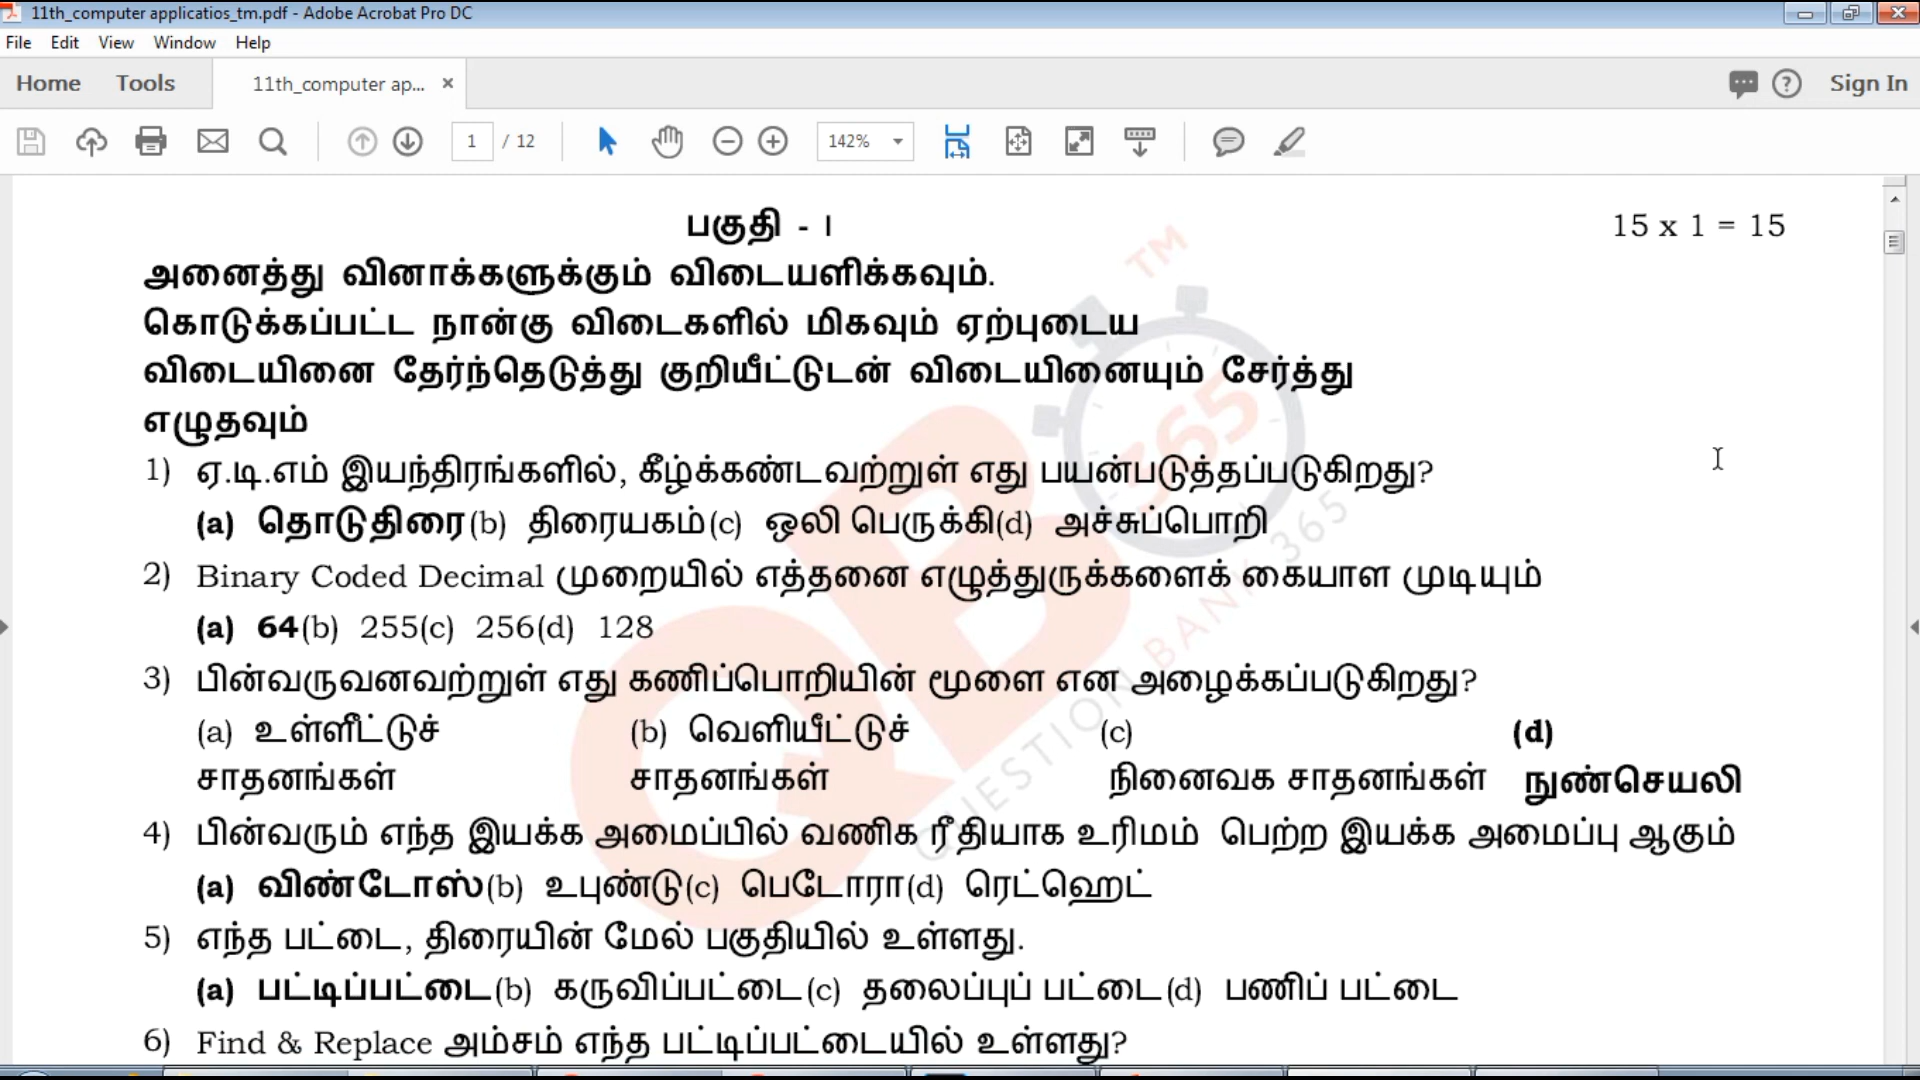 11th_computer applicatios_tm.pdf - Adobe Acrobat Pro DC
File Edit View Window Help
Home Tools 11th_computer ap... × Sign In
1 / 12 142%
பகுதி - I 15 x 1 = 15
அனைத்து வினாக்களுக்கும் விடையளிக்கவும்.
கொடுக்கப்பட்ட நான்கு விடைகளில் மிகவும் ஏற்புடைய
விடையினை தேர்ந்தெடுத்து குறியீட்டுடன் விடையினையும் சேர்த்து
எழுதவும்
1) ஏ.டி.எம் இயந்திரங்களில், கீழ்க்கண்டவற்றுள் எது பயன்படுத்தப்படுகிறது?
(a) தொடுதிரை(b) திரையகம்(c) ஒலி பெருக்கி(d) அச்சுப்பொறி
2) Binary Coded Decimal முறையில் எத்தனை எழுத்துருக்களைக் கையாள முடியும்
(a) 64(b) 255(c) 256(d) 128
3) பின்வருவனவற்றுள் எது கணிப்பொறியின் மூளை என அழைக்கப்படுகிறது?
(a) உள்ளீட்டுச் (b) வெளியீட்டுச் (c) (d)
சாதனங்கள் சாதனங்கள் நினைவக சாதனங்கள் நுண்செயலி
4) பின்வரும் எந்த இயக்க அமைப்பில் வணிக ரீதியாக உரிமம் பெற்ற இயக்க அமைப்பு ஆகும்
(a) விண்டோஸ்(b) உபுண்டு(c) பெடோரா(d) ரெட்ஹெட்
5) எந்த பட்டை, திரையின் மேல் பகுதியில் உள்ளது.
(a) பட்டிப்பட்டை(b) கருவிப்பட்டை(c) தலைப்புப் பட்டை(d) பணிப் பட்டை
6) Find & Replace அம்சம் எந்த பட்டிப்பட்டையில் உள்ளது?
QB
365
TM
QUESTION BANK 365